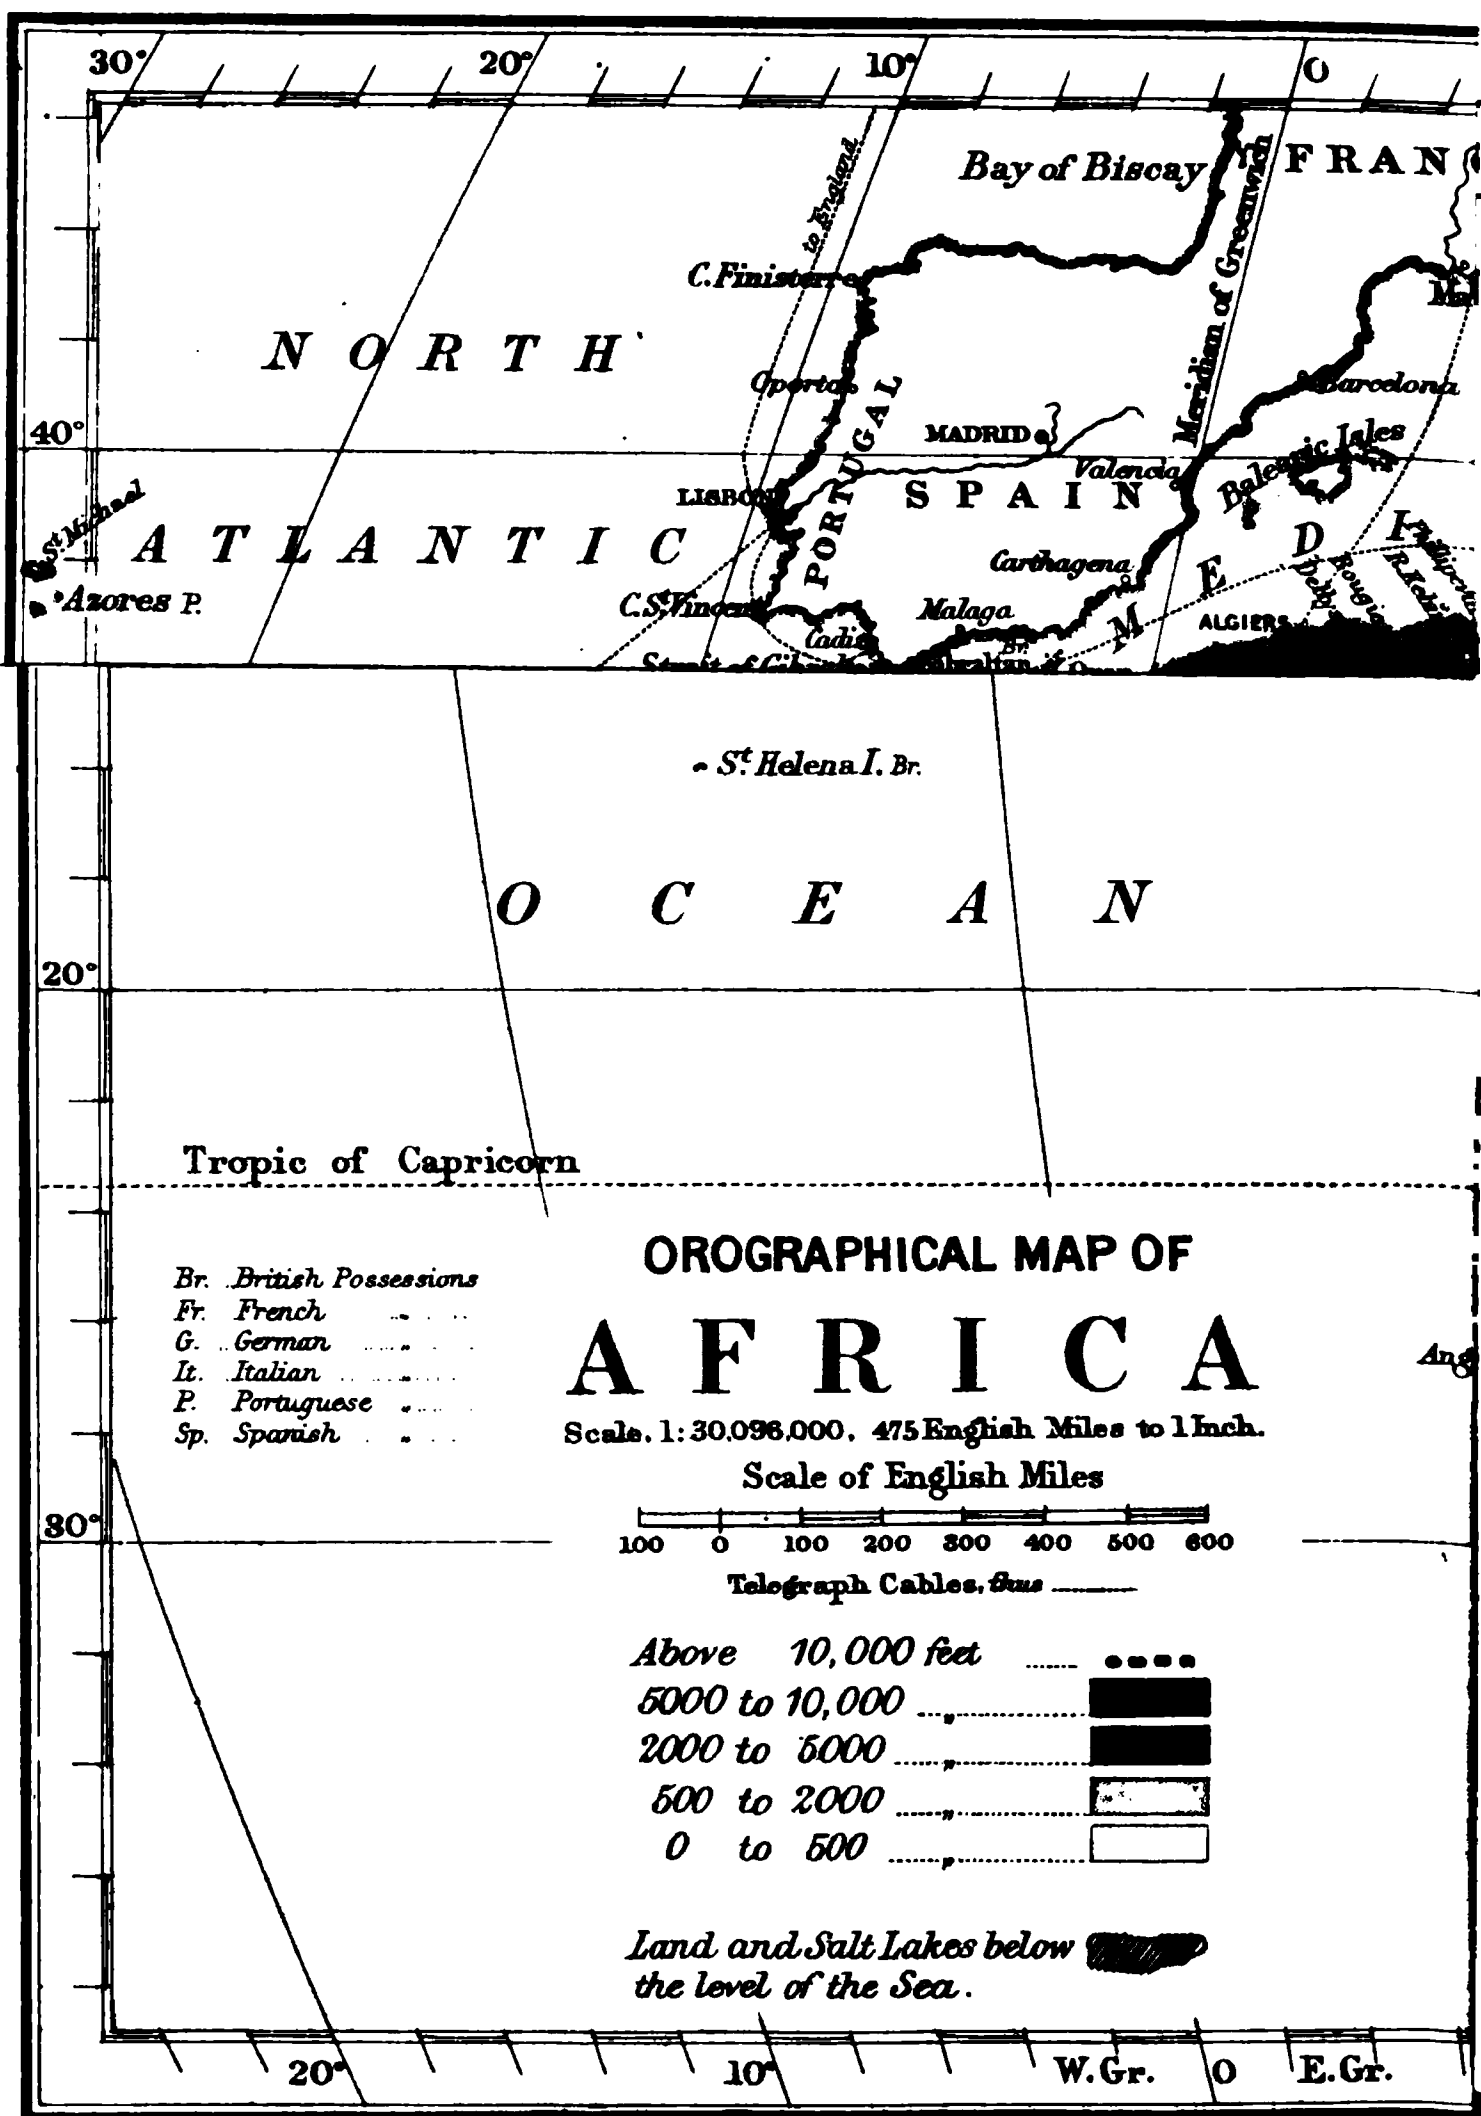 30° 20° 10° 0
to England
Bay of Biscay
FRAN
Meridian of Greenwich
C. Finisterre
NORTH
Oporto
PORTUGAL
Barcelona
MADRID
40°
Valencia
Balearic Isles
LISBON
SPAIN
St. Michael
ATLANTIC
MEDI
Carthagena
Azores P.
C. St. Vincent
Malaga
ALGIERS
Cadiz
Br.
St. Helena I. Br.
OCEAN
20°
Tropic of Capricorn
OROGRAPHICAL MAP OF
AFRICA
Br. British Possessions
Fr. French „
G. German „
It. Italian „
P. Portuguese „
Sp. Spanish „
Ang
Scale. 1:30,096,000. 475 English Miles to 1 Inch.
Scale of English Miles
30°
100 0 100 200 300 400 500 600
Telegraph Cables, thus
Above 10,000 feet
5000 to 10,000 „
2000 to 5000 „
500 to 2000 „
0 to 500 „
Land and Salt Lakes below
the level of the Sea.
20° 10° W. Gr. 0 E. Gr.